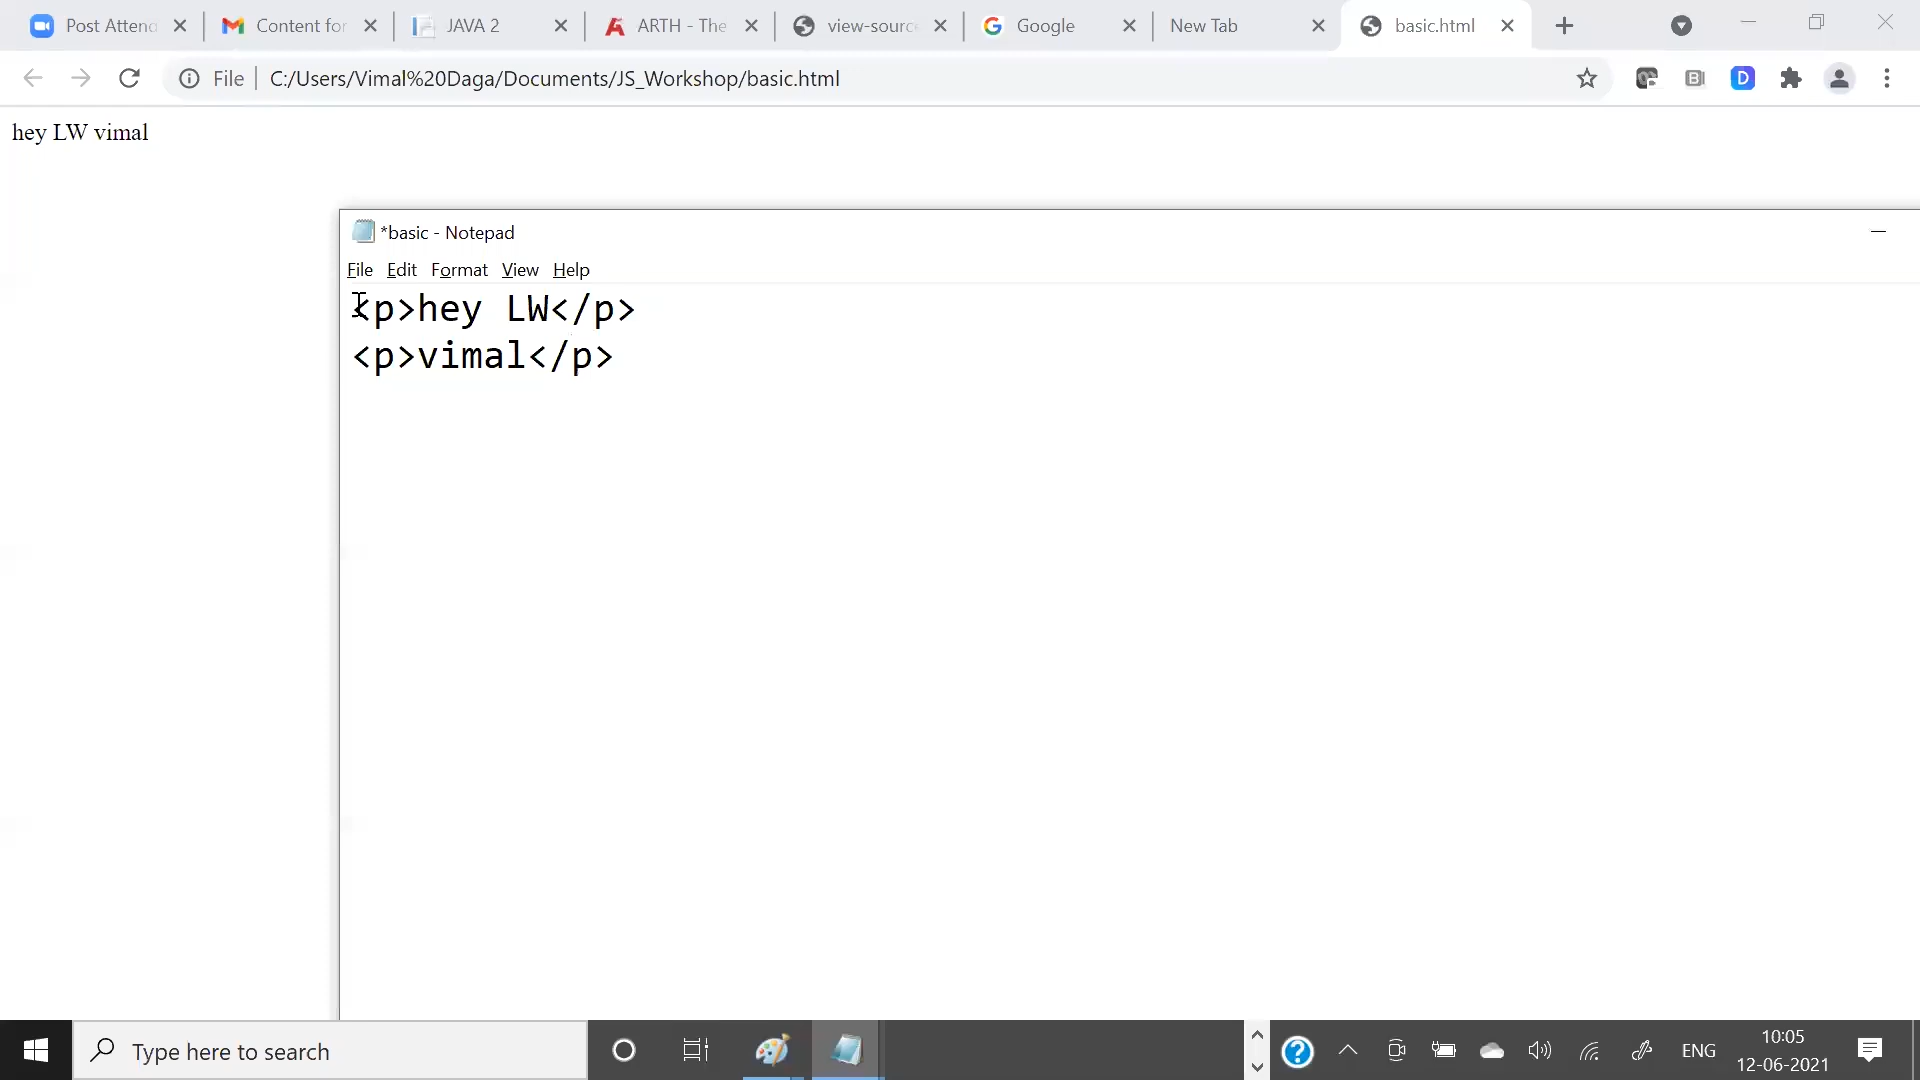 Post Attend
Content for
JAVA 2
ARTH - The
view-source
Google
New Tab
basic.html
File
C:/Users/Vimal%20Daga/Documents/JS_Workshop/basic.html
hey LW vimal
*basic - Notepad
File Edit Format View Help
<p>hey LW</p>
<p>vimal</p>
Type here to search
ENG
10:05
12-06-2021